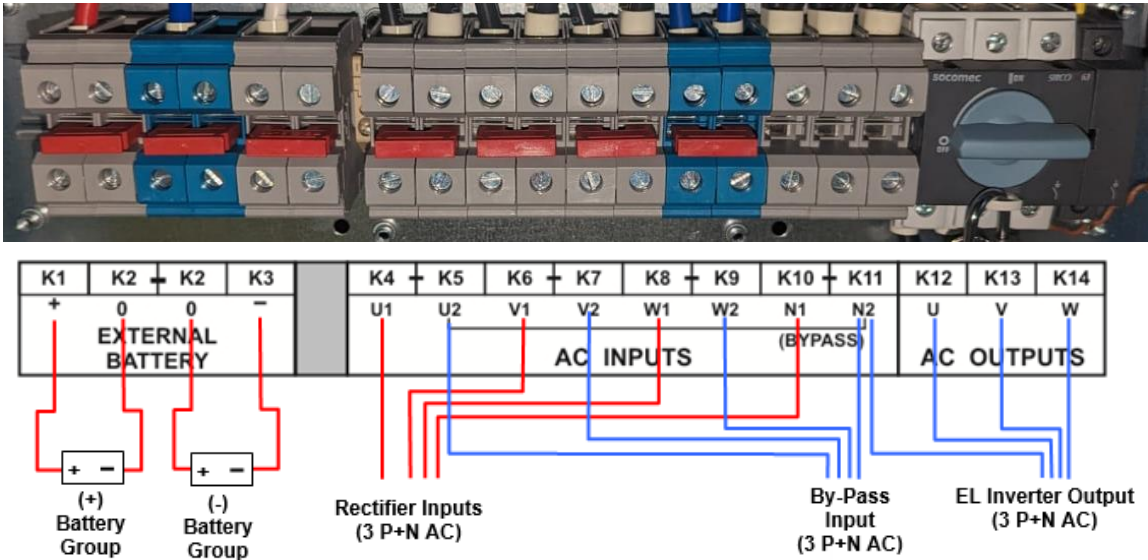 socomec
63
OFF
K1 K2 - K2 K3 K4 - K5 K6 - K7 K8 - K9 K10 - K11 K12 K13 K14
+ 0 0 − U1 U2 V1 V2 W1 W2 N1 N2 U V W
EXTERNAL
BATTERY
(BYPASS)
AC INPUTS
AC OUTPUTS
+ −
+ −
(+)
Battery
Group
(-)
Battery
Group
Rectifier Inputs
(3 P+N AC)
By-Pass
Input
(3 P+N AC)
EL Inverter Output
(3 P+N AC)